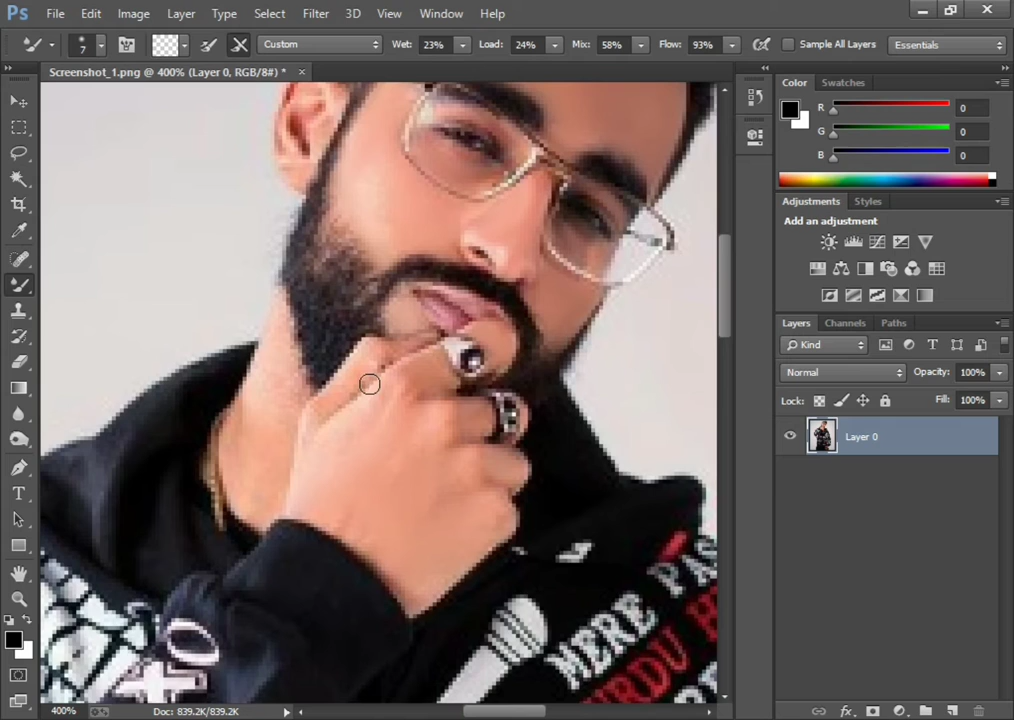 Ps File Edit Image Layer Type Select Filter 3D View Window Help
7 Custom Wet: 23% Load: 24% Mix: 58% Flow: 93% Sample All Layers Essentials
Screenshot_1.png @ 400% (Layer 0, RGB/8#) * ×
Color Swatches
R 0
G 0
B 0
Adjustments Styles
Add an adjustment
Layers Channels Paths
Kind
Normal Opacity: 100%
Lock: Fill: 100%
Layer 0
MERE PAS
URDU H
400% Doc: 839.2K/839.2K